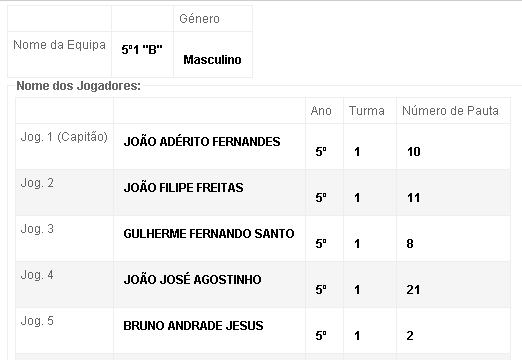 Género
Nome da Equipa 5º1 "B" Masculino
Nome dos Jogadores:
Ano Turma Número de Pauta
Jog. 1 (Capitão) JOÃO ADÉRITO FERNANDES 5º 1 10
Jog. 2 JOÃO FILIPE FREITAS 5º 1 11
Jog. 3 GULHERME FERNANDO SANTO 5º 1 8
Jog. 4 JOÃO JOSÉ AGOSTINHO 5º 1 21
Jog. 5 BRUNO ANDRADE JESUS 5º 1 2